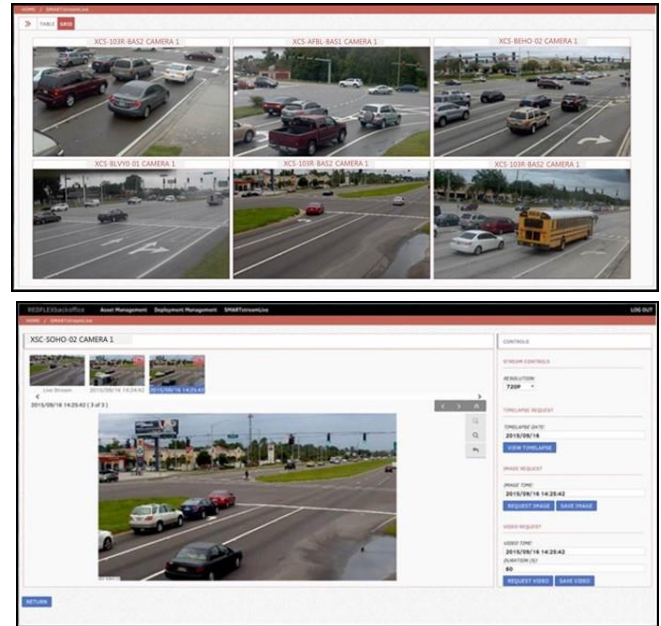 HOME / SMARTstreamLive
TABLE GRID
XCS-103R-BAS2 CAMERA 1
XCS-AFBL-BAS1 CAMERA 1
XCS-BEHO-02 CAMERA 1
XCS-BLVY0 01 CAMERA 1
XCS-103R-BAS2 CAMERA 1
XCS-103R-BAS2 CAMERA 1
REDFLEXbackoffice Asset Management Deployment Management SMARTstreamLive LOG OUT
HOME / SMARTstreamLive
XSC-SOHO-02 CAMERA 1
Live Stream
2015/09/16 14:24:42
2015/09/16 14:25:42
2015/09/16 14:25:42 ( 3 of 3 )
CONTROLS
STREAM CONTROLS
RESOLUTION:
720P
TIMELAPSE REQUEST
TIMELAPSE DATE:
2015/09/16
VIEW TIMELAPSE
IMAGE REQUEST
IMAGE TIME:
2015/09/16 14:25:42
REQUEST IMAGE SAVE IMAGE
VIDEO REQUEST
VIDEO TIME:
2015/09/16 14:25:42
DURATION (S):
60
REQUEST VIDEO SAVE VIDEO
RETURN